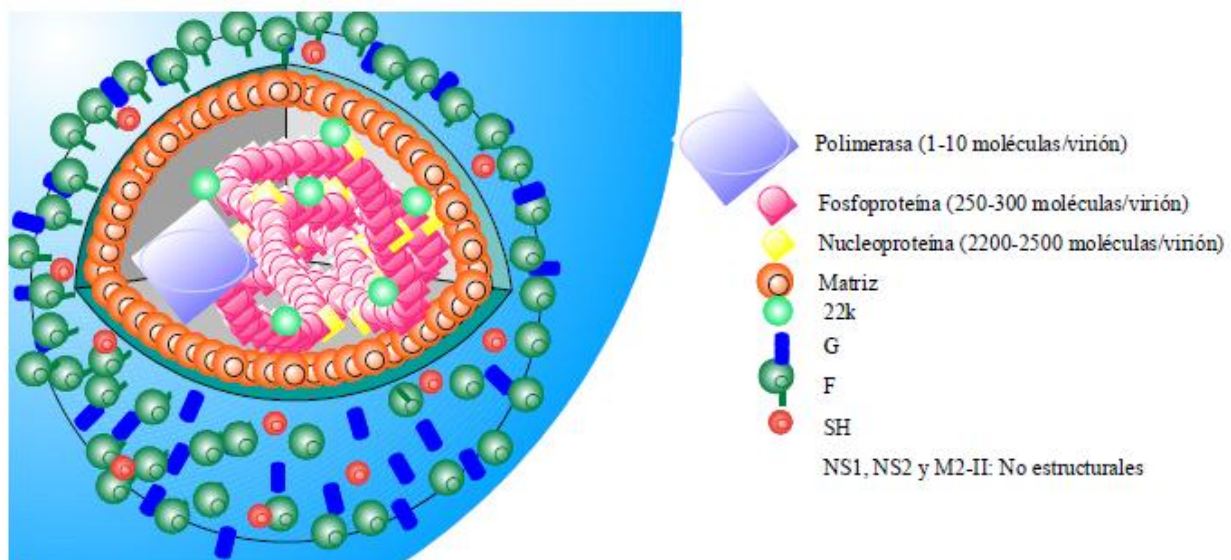 Polimerasa (1-10 moléculas/virión)
Fosfoproteína (250-300 moléculas/virión)
Nucleoproteína (2200-2500 moléculas/virión)
Matriz
22k
G
F
SH
NS1, NS2 y M2-II: No estructurales